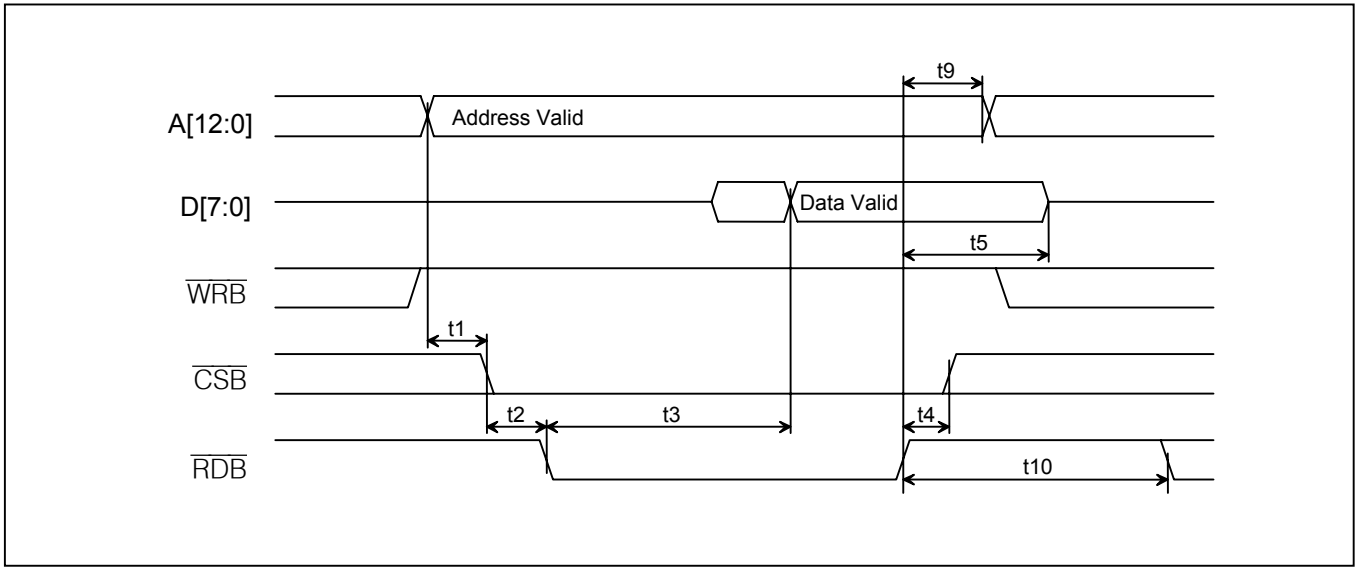 t9
A[12:0]
Address Valid
D[7:0]
Data Valid
t5
WRB
t1
CSB
t2
t3
t4
RDB
t10